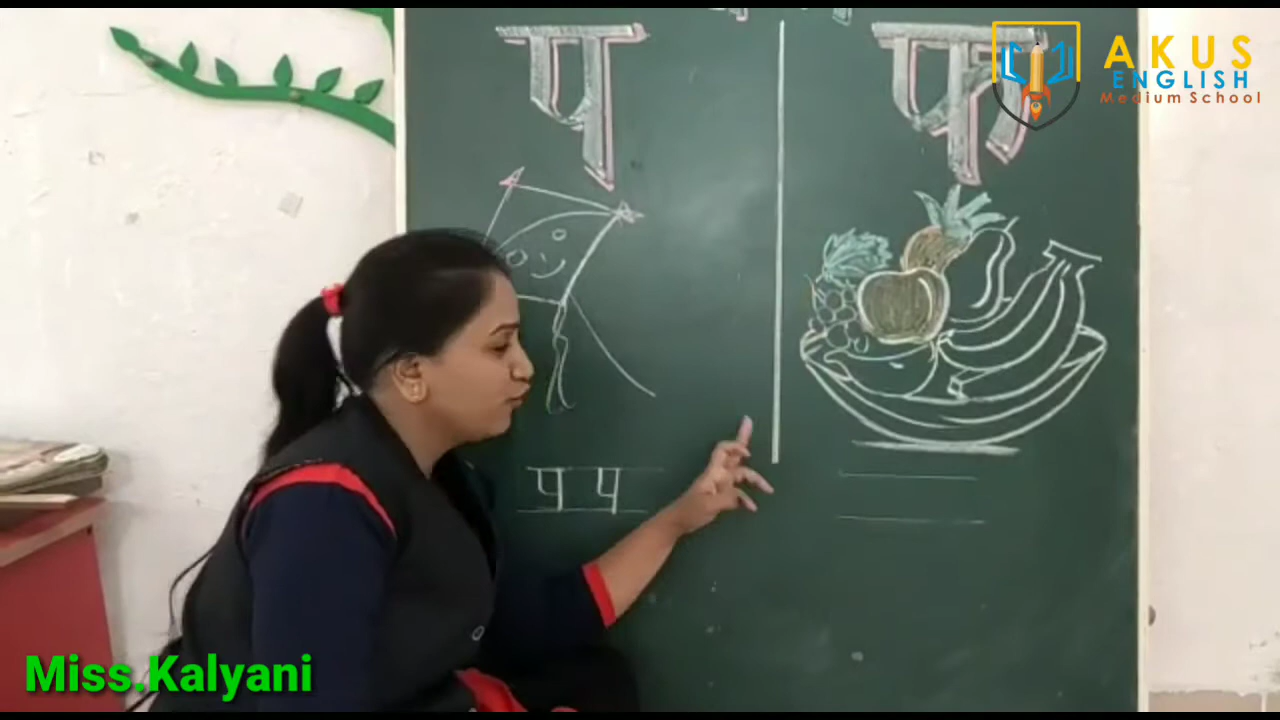 प फ
AKUS
ENGLISH
Medium School
प प
Miss.Kalyani